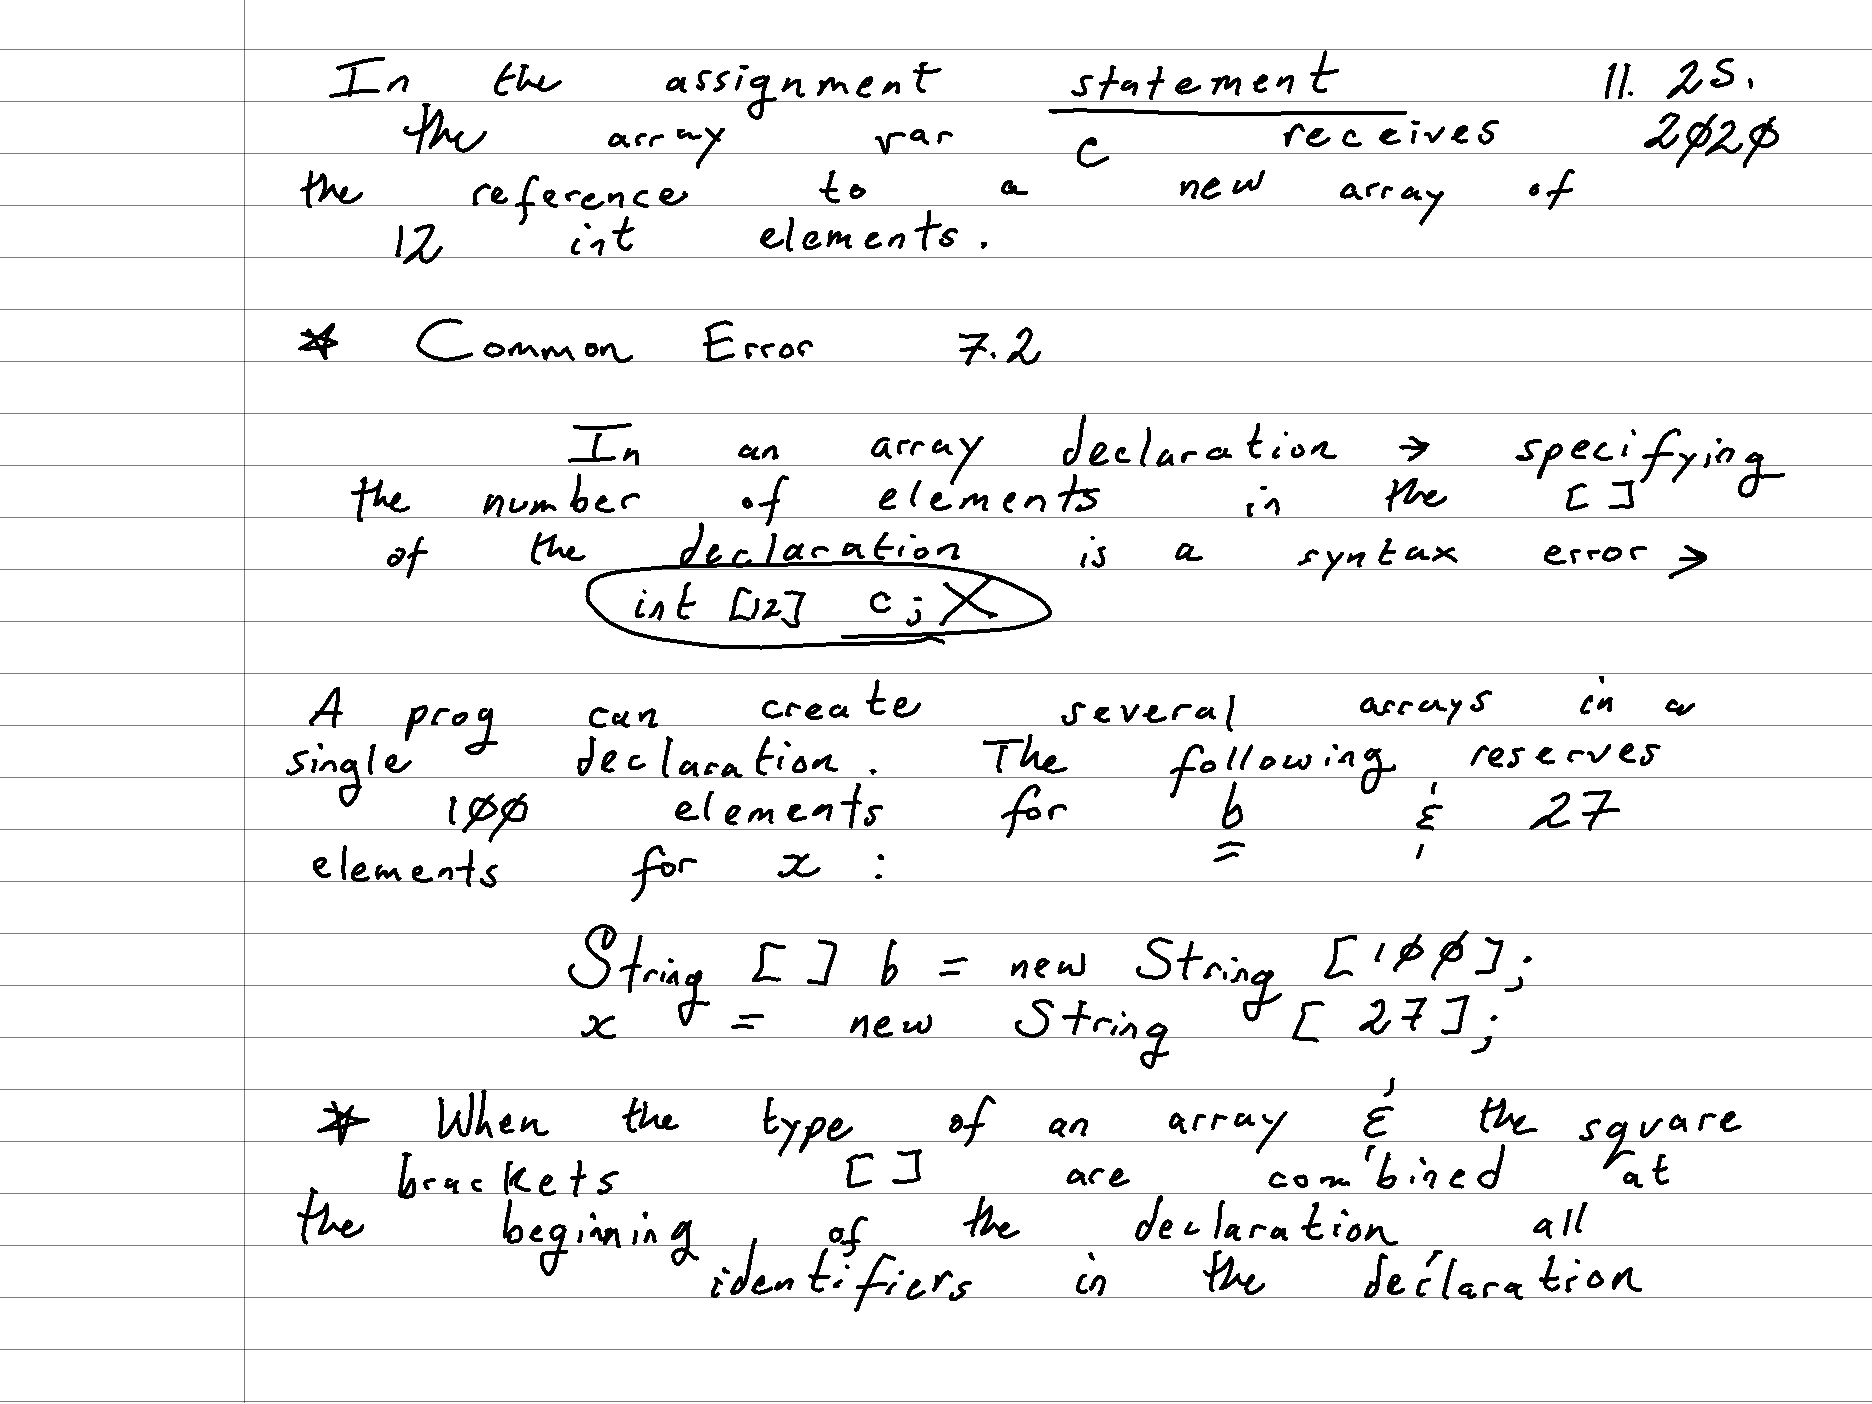 In the assignment statement 11. 25.
the array var c receives 2020
the reference to a new array of
12 int elements.
* Common Error 7.2
In an array declaration → specifying
the number of elements in the []
of the declaration is a syntax error →
int [12] c; X
A prog can create several arrays in a
single declaration. The following reserves
100 elements for b & 27
elements for x :
String [ ] b = new String [100];
x = new String [27];
* When the type of an array & the square
brackets [] are combined at
the beginning of the declaration all
identifiers in the declaration